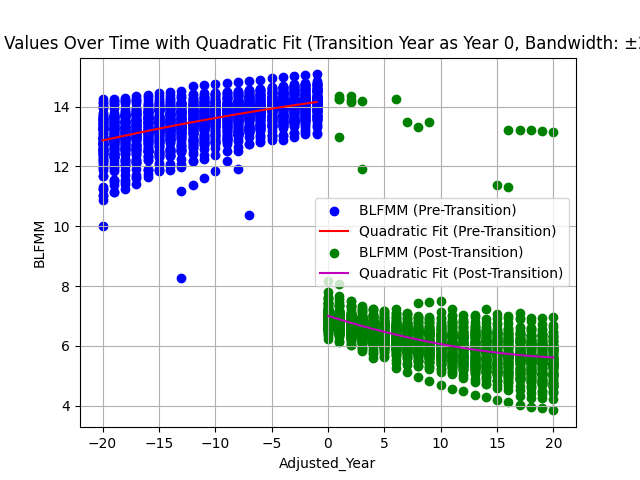 Values Over Time with Quadratic Fit (Transition Year as Year 0, Bandwidth:
BLFMM
14
12
10
8
6
4
BLFMM (Pre-Transition)
Quadratic Fit (Pre-Transition)
BLFMM (Post-Transition)
Quadratic Fit (Post-Transition)
−20
−15
−10
−5
0
5
10
15
20
Adjusted_Year